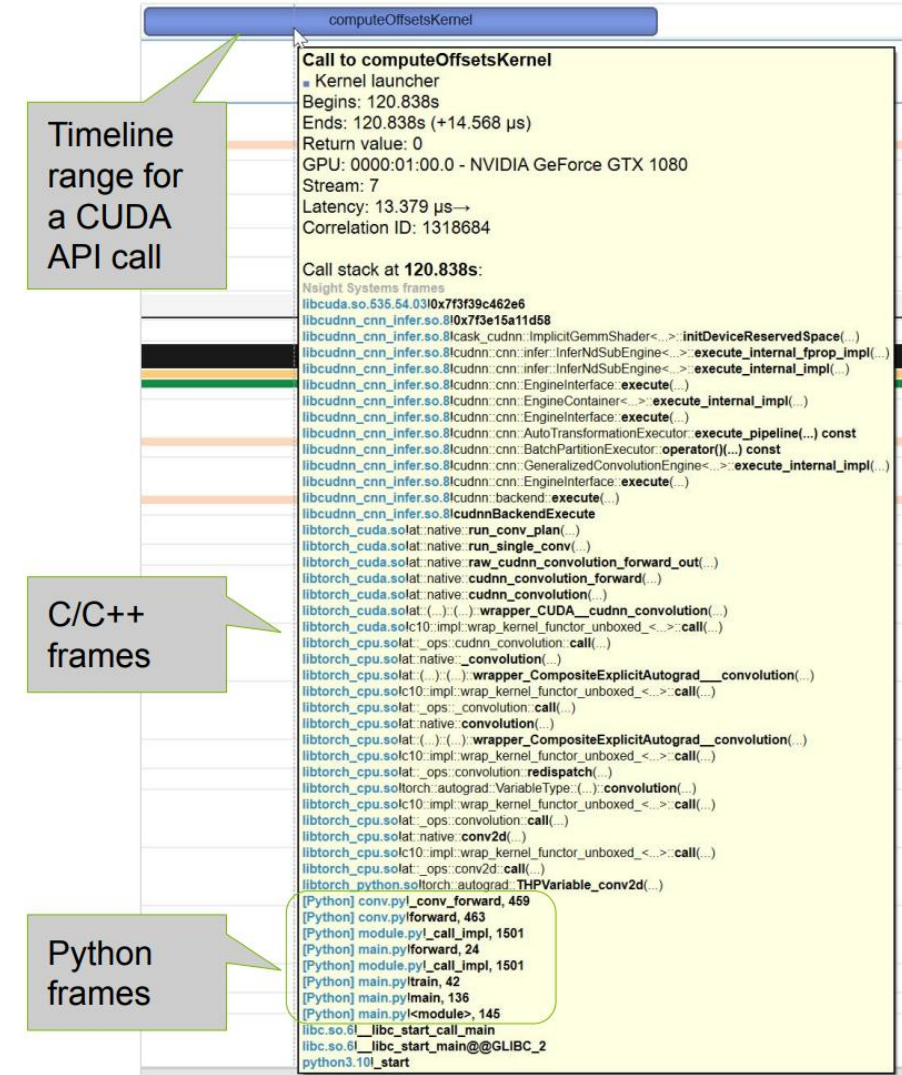 computeOffsetsKernel
Call to computeOffsetsKernel
Kernel launcher
Begins: 120.838s
Ends: 120.838s (+14.568 µs)
Return value: 0
GPU: 0000:01:00.0 - NVIDIA GeForce GTX 1080
Stream: 7
Latency: 13.379 µs→
Correlation ID: 1318684
Timeline
range for
a CUDA
API call
Call stack at 120.838s:
Nsight Systems frames
libcuda.so.535.54.03!0x7f3f39c462e6
libcudnn_cnn_infer.so.8!0x7f3e15a11d58
libcudnn_cnn_infer.so.8!cask_cudnn::ImplicitGemmShader<...>::initDeviceReservedSpace(...)
libcudnn_cnn_infer.so.8!cudnn::cnn::infer::InferNdSubEngine<...>::execute_internal_fprop_impl(...)
libcudnn_cnn_infer.so.8!cudnn::cnn::infer::InferNdSubEngine<...>::execute_internal_impl(...)
libcudnn_cnn_infer.so.8!cudnn::cnn::EngineInterface::execute(...)
libcudnn_cnn_infer.so.8!cudnn::cnn::EngineContainer<...>::execute_internal_impl(...)
libcudnn_cnn_infer.so.8!cudnn::cnn::EngineInterface::execute(...)
libcudnn_cnn_infer.so.8!cudnn::cnn::AutoTransformationExecutor::execute_pipeline(...) const
libcudnn_cnn_infer.so.8!cudnn::cnn::BatchPartitionExecutor::operator()(...) const
libcudnn_cnn_infer.so.8!cudnn::cnn::GeneralizedConvolutionEngine<...>::execute_internal_impl(...)
libcudnn_cnn_infer.so.8!cudnn::cnn::EngineInterface::execute(...)
libcudnn_cnn_infer.so.8!cudnn::backend::execute(...)
libcudnn_cnn_infer.so.8!cudnnBackendExecute
libtorch_cuda.so!at::native::run_conv_plan(...)
libtorch_cuda.so!at::native::run_single_conv(...)
libtorch_cuda.so!at::native::raw_cudnn_convolution_forward_out(...)
libtorch_cuda.so!at::native::cudnn_convolution_forward(...)
libtorch_cuda.so!at::native::cudnn_convolution(...)
libtorch_cuda.so!at::(...)::(...)::wrapper_CUDA__cudnn_convolution(...)
libtorch_cuda.so!c10::impl::wrap_kernel_functor_unboxed_<...>::call(...)
libtorch_cpu.so!at::_ops::cudnn_convolution::call(...)
libtorch_cpu.so!at::native::_convolution(...)
libtorch_cpu.so!at::(...)::(...)::wrapper_CompositeExplicitAutograd___convolution(...)
libtorch_cpu.so!c10::impl::wrap_kernel_functor_unboxed_<...>::call(...)
libtorch_cpu.so!at::_ops::_convolution::call(...)
libtorch_cpu.so!at::native::convolution(...)
libtorch_cpu.so!at::(...)::(...)::wrapper_CompositeExplicitAutograd__convolution(...)
libtorch_cpu.so!c10::impl::wrap_kernel_functor_unboxed_<...>::call(...)
libtorch_cpu.so!at::_ops::convolution::redispatch(...)
libtorch_cpu.so!torch::autograd::VariableType::(...)::convolution(...)
libtorch_cpu.so!c10::impl::wrap_kernel_functor_unboxed_<...>::call(...)
libtorch_cpu.so!at::_ops::convolution::call(...)
libtorch_cpu.so!at::native::conv2d(...)
libtorch_cpu.so!c10::impl::wrap_kernel_functor_unboxed_<...>::call(...)
libtorch_cpu.so!at::_ops::conv2d::call(...)
libtorch_python.so!torch::autograd::THPVariable_conv2d(...)
C/C++
frames
[Python] conv.py!_conv_forward, 459
[Python] conv.py!forward, 463
[Python] module.py!_call_impl, 1501
[Python] main.py!forward, 24
[Python] module.py!_call_impl, 1501
[Python] main.py!train, 42
[Python] main.py!main, 136
[Python] main.py!<module>, 145
Python
frames
libc.so.6!__libc_start_call_main
libc.so.6!__libc_start_main@@GLIBC_2
python3.10!_start